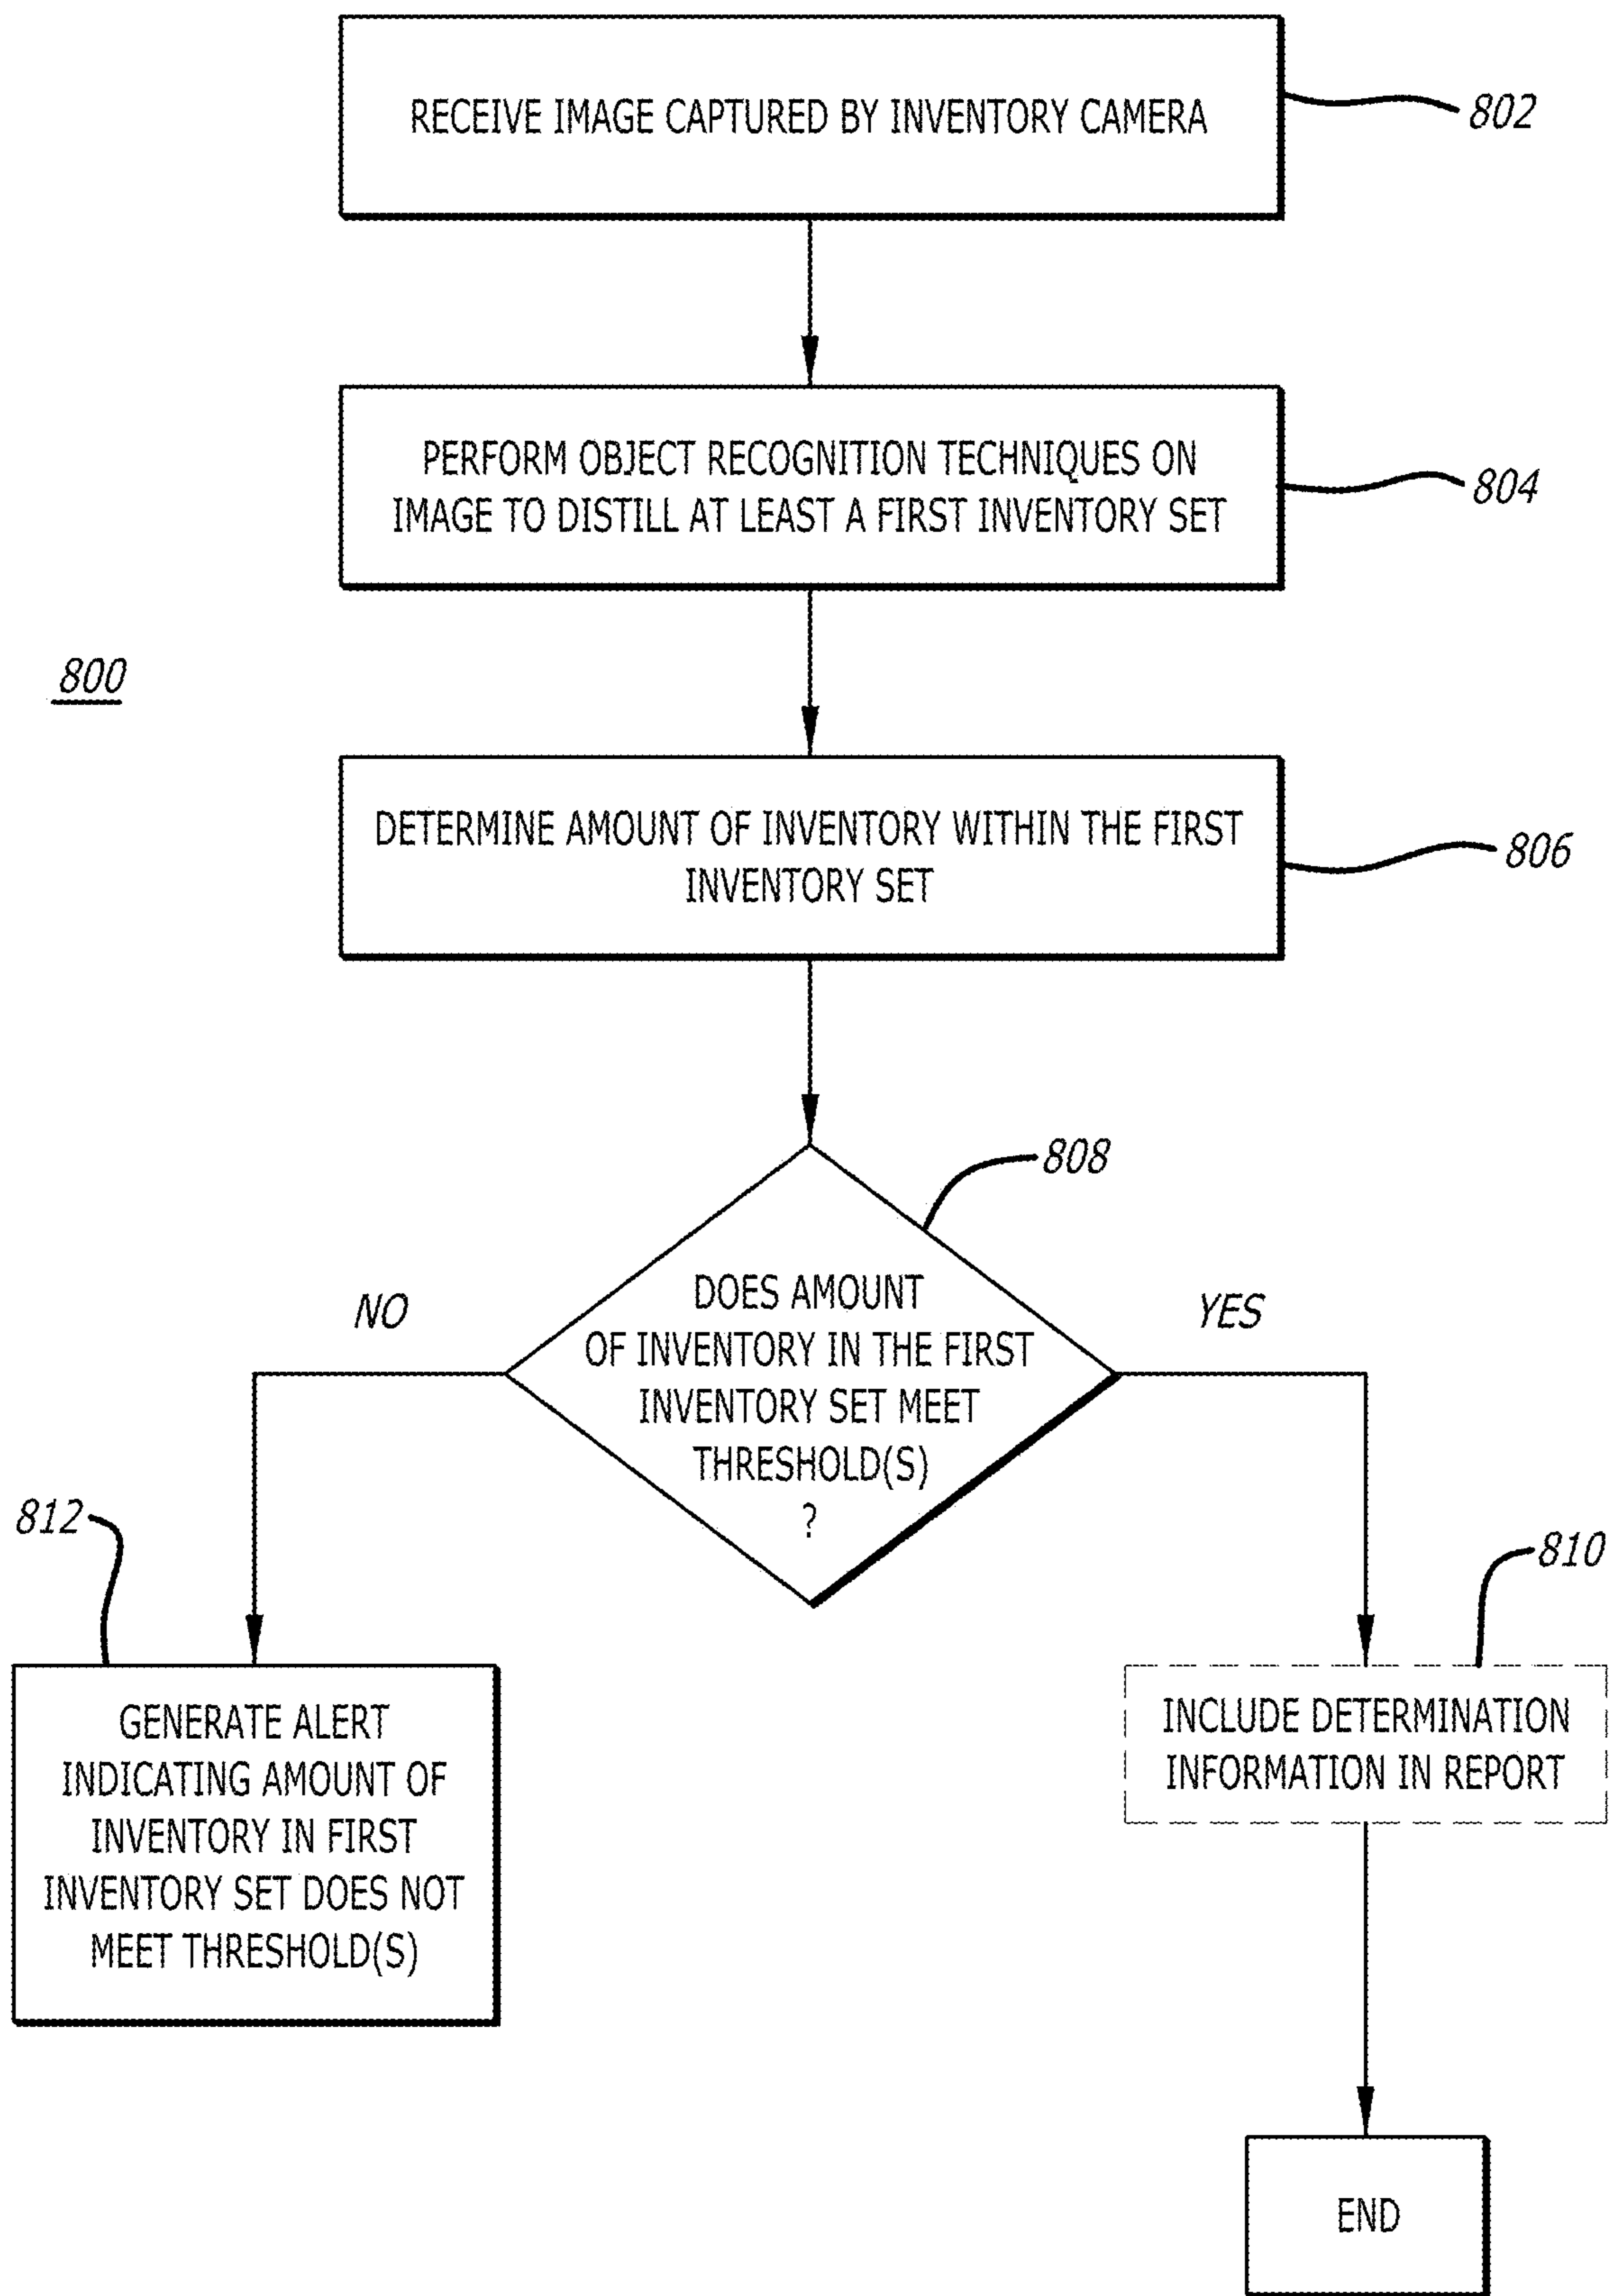 RECEIVE IMAGE CAPTURED BY INVENTORY CAMERA
802
PERFORM OBJECT RECOGNITION TECHNIQUES ON
IMAGE TO DISTILL AT LEAST A FIRST INVENTORY SET
804
800
DETERMINE AMOUNT OF INVENTORY WITHIN THE FIRST
INVENTORY SET
806
808
NO
DOES AMOUNT
OF INVENTORY IN THE FIRST
INVENTORY SET MEET
THRESHOLD(S)
?
YES
812
GENERATE ALERT
INDICATING AMOUNT OF
INVENTORY IN FIRST
INVENTORY SET DOES NOT
MEET THRESHOLD(S)
810
INCLUDE DETERMINATION
INFORMATION IN REPORT
END